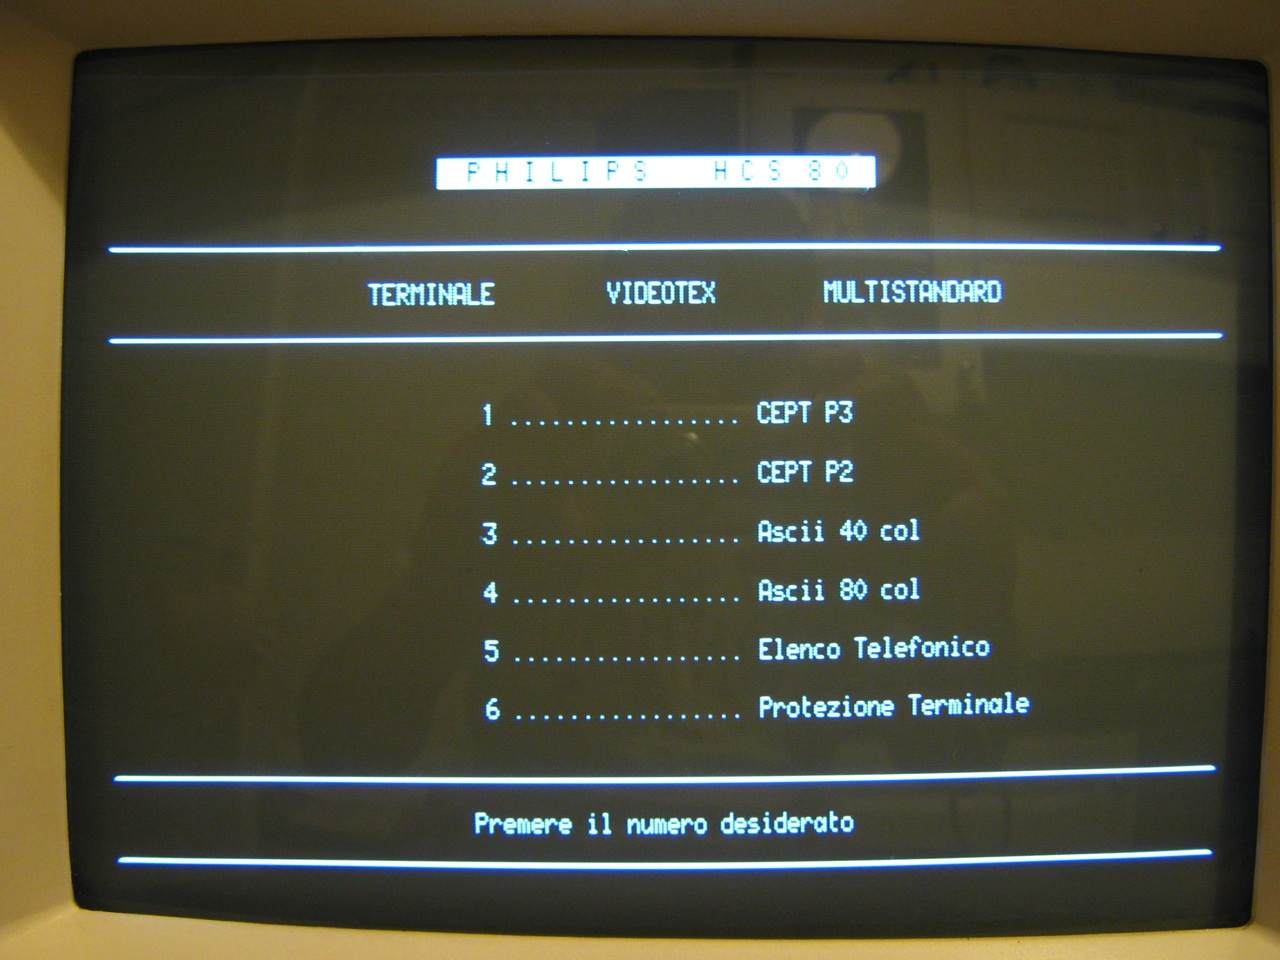 PHILIPS HCS 80
TERMINALE VIDEOTEX MULTISTANDARD
1 ................. CEPT P3
2 ................. CEPT P2
3 ................. Ascii 40 col
4 ................. Ascii 80 col
5 ................. Elenco Telefonico
6 ................. Protezione Terminale
Premere il numero desiderato